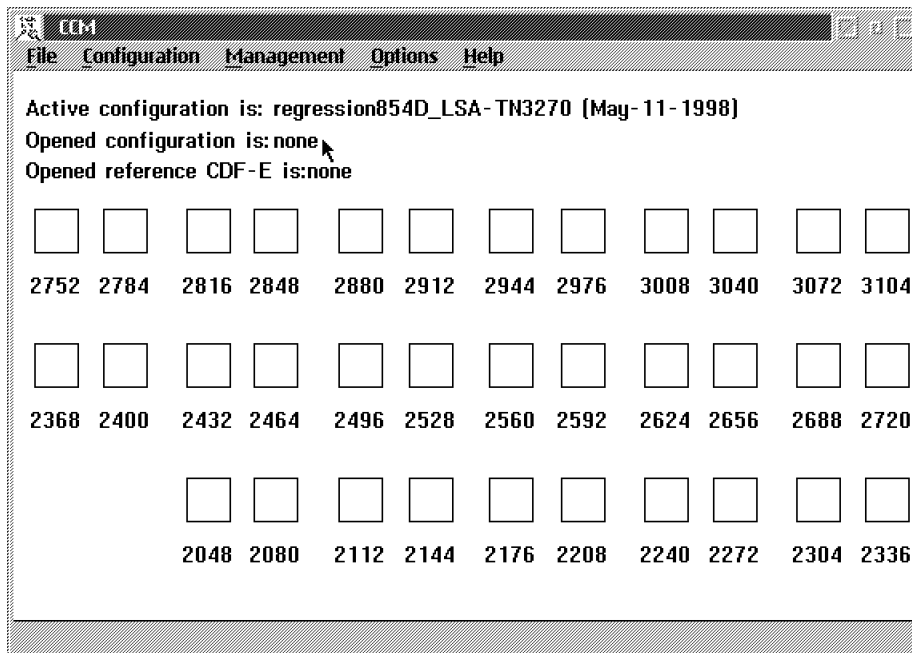 CCM
File Configuration Management Options Help
Active configuration is: regression854D_LSA-TN3270 (May-11-1998)
Opened configuration is: none
Opened reference CDF-E is:none
2752 2784 2816 2848 2880 2912 2944 2976 3008 3040 3072 3104
2368 2400 2432 2464 2496 2528 2560 2592 2624 2656 2688 2720
2048 2080 2112 2144 2176 2208 2240 2272 2304 2336